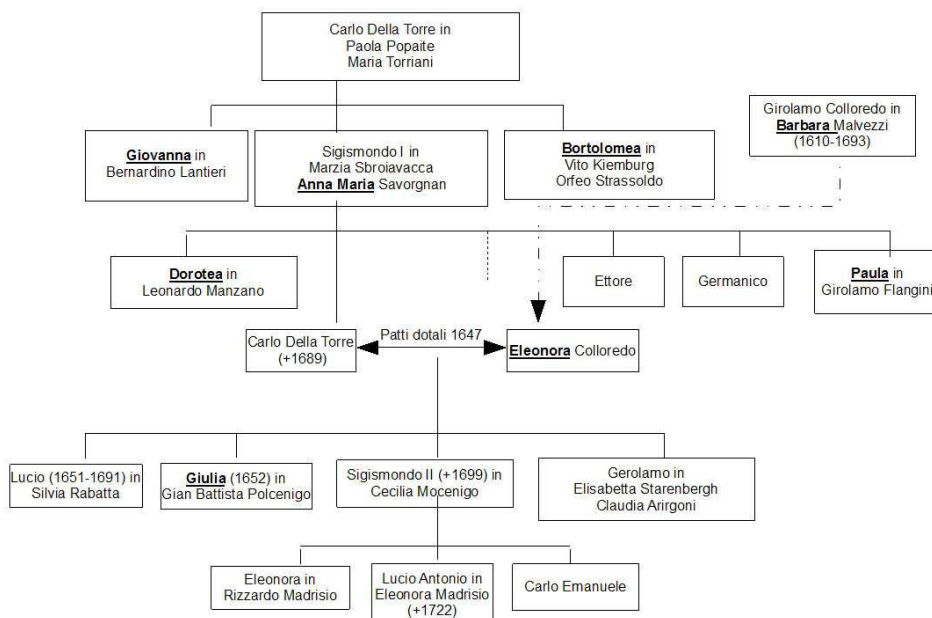 Carlo Della Torre in
Paola Popaite
Maria Torriani
Girolamo Colloredo in
Barbara Malvezzi
(1610-1693)
Giovanna in
Bernardino Lantieri
Sigismondo I in
Marzia Sbroiavacca
Anna Maria Savorgnan
Bortolomea in
Vito Kiemburg
Orfeo Strassoldo
Dorotea in
Leonardo Manzano
Ettore
Germanico
Paula in
Girolamo Flangini
Carlo Della Torre
(+1689)
Patti dotali 1647
Eleonora Colloredo
Lucio (1651-1691) in
Silvia Rabatta
Giulia (1652) in
Gian Battista Polcenigo
Sigismondo II (+1699) in
Cecilia Mocenigo
Gerolamo in
Elisabetta Starenbergh
Claudia Arirgoni
Eleonora in
Rizzardo Madrisio
Lucio Antonio in
Eleonora Madrisio
(+1722)
Carlo Emanuele